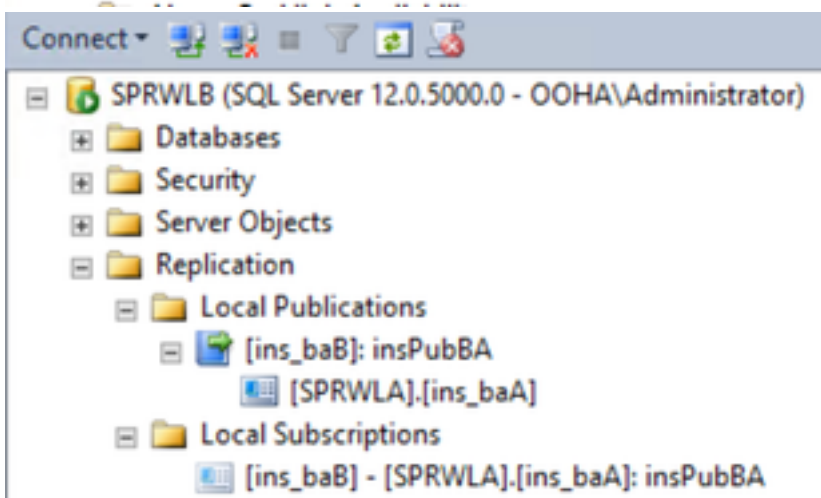 Connect
SPRWLB (SQL Server 12.0.5000.0 - OOHA\Administrator)
Databases
Security
Server Objects
Replication
Local Publications
[ins_baB]: insPubBA
[SPRWLA].[ins_baA]
Local Subscriptions
[ins_baB] - [SPRWLA].[ins_baA]: insPubBA